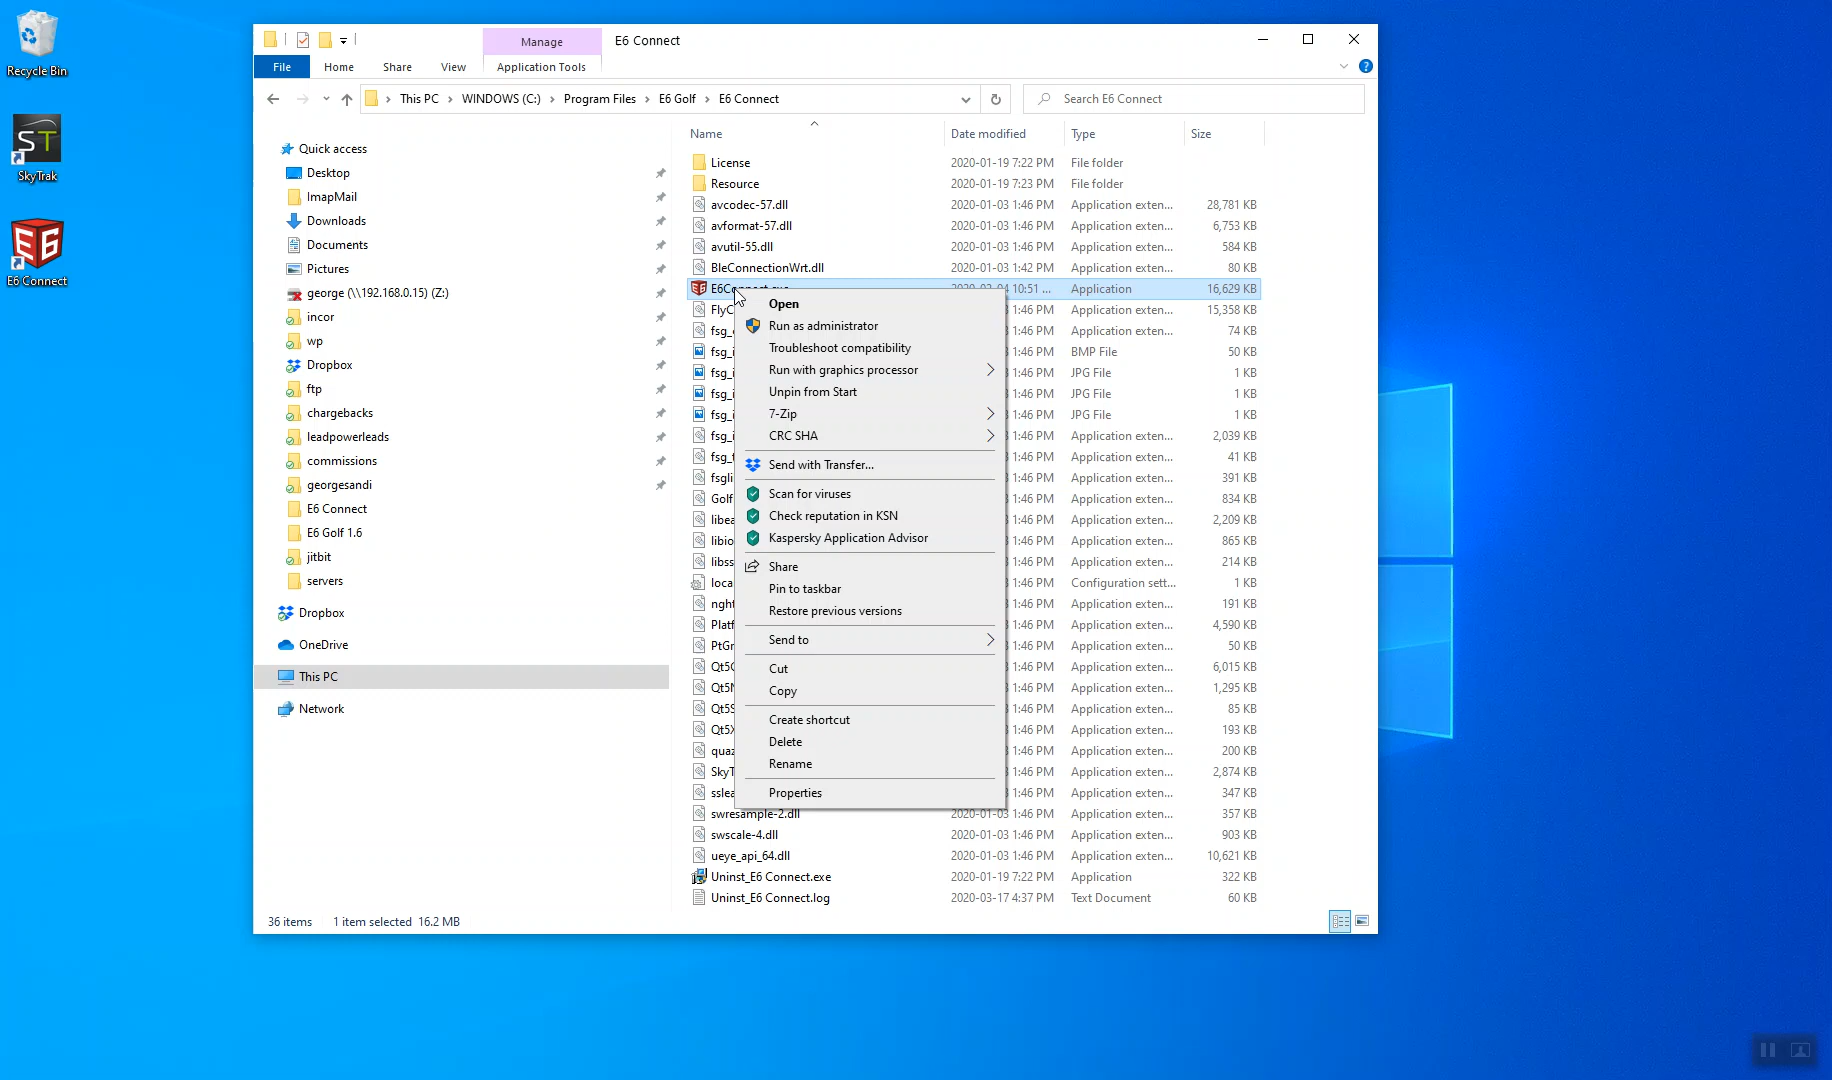 Recycle Bin
ST
SkyTrak
E6
E6 Connect
Manage
E6 Connect
File
Home
Share
View
Application Tools
This PC > WINDOWS (C:) > Program Files > E6 Golf > E6 Connect
Search E6 Connect
Quick access
Desktop
ImapMail
Downloads
Documents
Pictures
george (\\192.168.0.15) (Z:)
incor
wp
Dropbox
ftp
chargebacks
leadpowerleads
commissions
georgesandi
E6 Connect
E6 Golf 1.6
jitbit
servers
Dropbox
OneDrive
This PC
Network
Name Date modified Type Size
License 2020-01-19 7:22 PM File folder
Resource 2020-01-19 7:23 PM File folder
avcodec-57.dll 2020-01-03 1:46 PM Application exten... 28,781 KB
avformat-57.dll 2020-01-03 1:46 PM Application exten... 6,753 KB
avutil-55.dll 2020-01-03 1:46 PM Application exten... 584 KB
BleConnectionWrt.dll 2020-01-03 1:42 PM Application exten... 80 KB
E6Connect.exe 10:51 ... Application 16,629 KB
FlyC 1:46 PM Application exten... 15,358 KB
fsg_ 1:46 PM Application exten... 74 KB
fsg_i 1:46 PM BMP File 50 KB
fsg_i 1:46 PM JPG File 1 KB
fsg_i 1:46 PM JPG File 1 KB
fsg_i 1:46 PM JPG File 1 KB
fsg_i 1:46 PM Application exten... 2,039 KB
fsg_t 1:46 PM Application exten... 41 KB
fsgli 1:46 PM Application exten... 391 KB
Golf 1:46 PM Application exten... 834 KB
libea 1:46 PM Application exten... 2,209 KB
libio 1:46 PM Application exten... 865 KB
libss 1:46 PM Application exten... 214 KB
loca 1:46 PM Configuration sett... 1 KB
nght 1:46 PM Application exten... 191 KB
Platf 1:46 PM Application exten... 4,590 KB
PtGr 1:46 PM Application exten... 50 KB
Qt5C 1:46 PM Application exten... 6,015 KB
Qt5N 1:46 PM Application exten... 1,295 KB
Qt5S 1:46 PM Application exten... 85 KB
Qt5X 1:46 PM Application exten... 193 KB
quaz 1:46 PM Application exten... 200 KB
SkyT 1:46 PM Application exten... 2,874 KB
sslea 1:46 PM Application exten... 347 KB
swresample-2.dll 2020-01-03 1:46 PM Application exten... 357 KB
swscale-4.dll 2020-01-03 1:46 PM Application exten... 903 KB
ueye_api_64.dll 2020-01-03 1:46 PM Application exten... 10,621 KB
Uninst_E6 Connect.exe 2020-01-19 7:22 PM Application 322 KB
Uninst_E6 Connect.log 2020-03-17 4:37 PM Text Document 60 KB
Open
Run as administrator
Troubleshoot compatibility
Run with graphics processor
Unpin from Start
7-Zip
CRC SHA
Send with Transfer...
Scan for viruses
Check reputation in KSN
Kaspersky Application Advisor
Share
Pin to taskbar
Restore previous versions
Send to
Cut
Copy
Create shortcut
Delete
Rename
Properties
36 items 1 item selected 16.2 MB